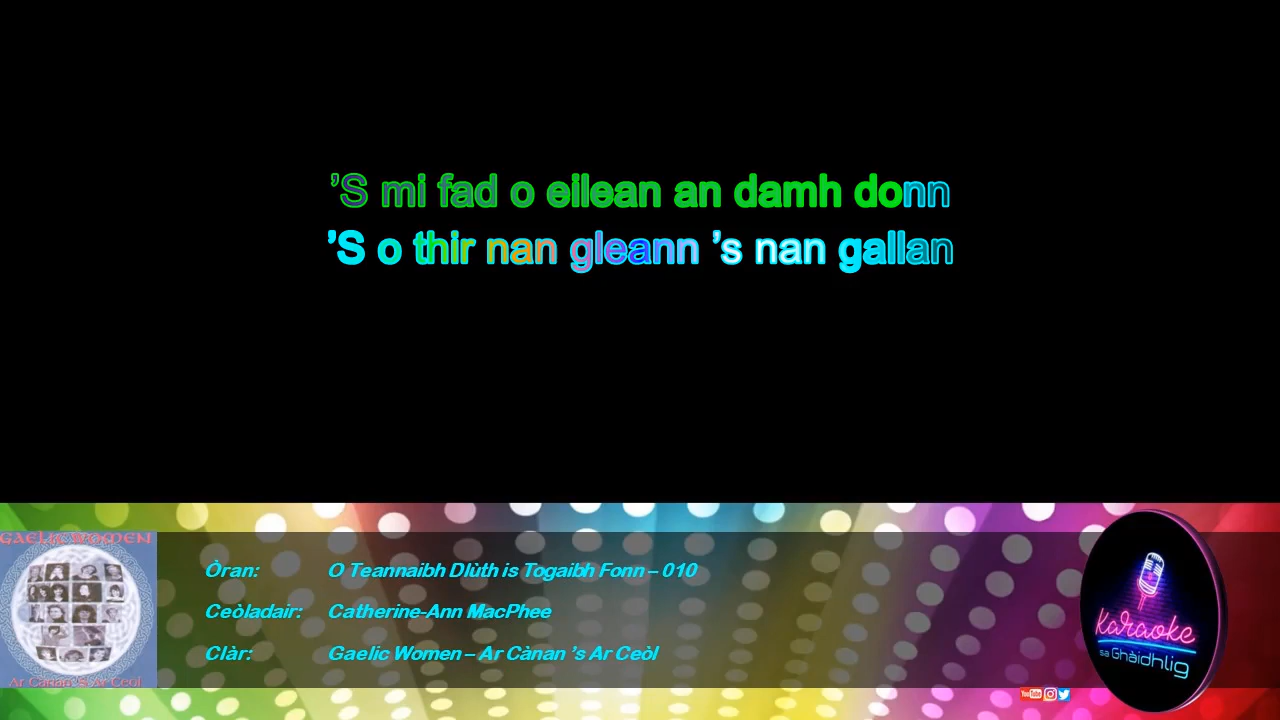 ’S mi fad o eilean an damh donn
’S o thir nan gleann ’s nan gallan
GAELIC WOMEN
Ar Cànan 'S Ar Ceòl
Òran: O Teannaibh Dlùth is Togaibh Fonn – 010
Ceòladair: Catherine-Ann MacPhee
Clàr: Gaelic Women – Ar Cànan ’s Ar Ceòl
Karaoke
sa Ghàidhlig
YouTube